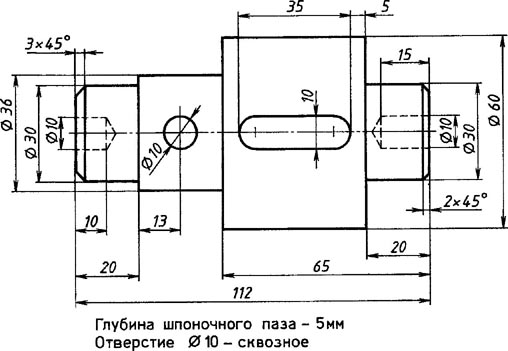 35
5
3×45°
15
Ø36
Ø30
Ø10
Ø10
10
Ø10
Ø30
Ø60
10
13
2×45°
20
20
65
112
Глубина шпоночного паза – 5мм
Отверстие Ø10 – сквозное